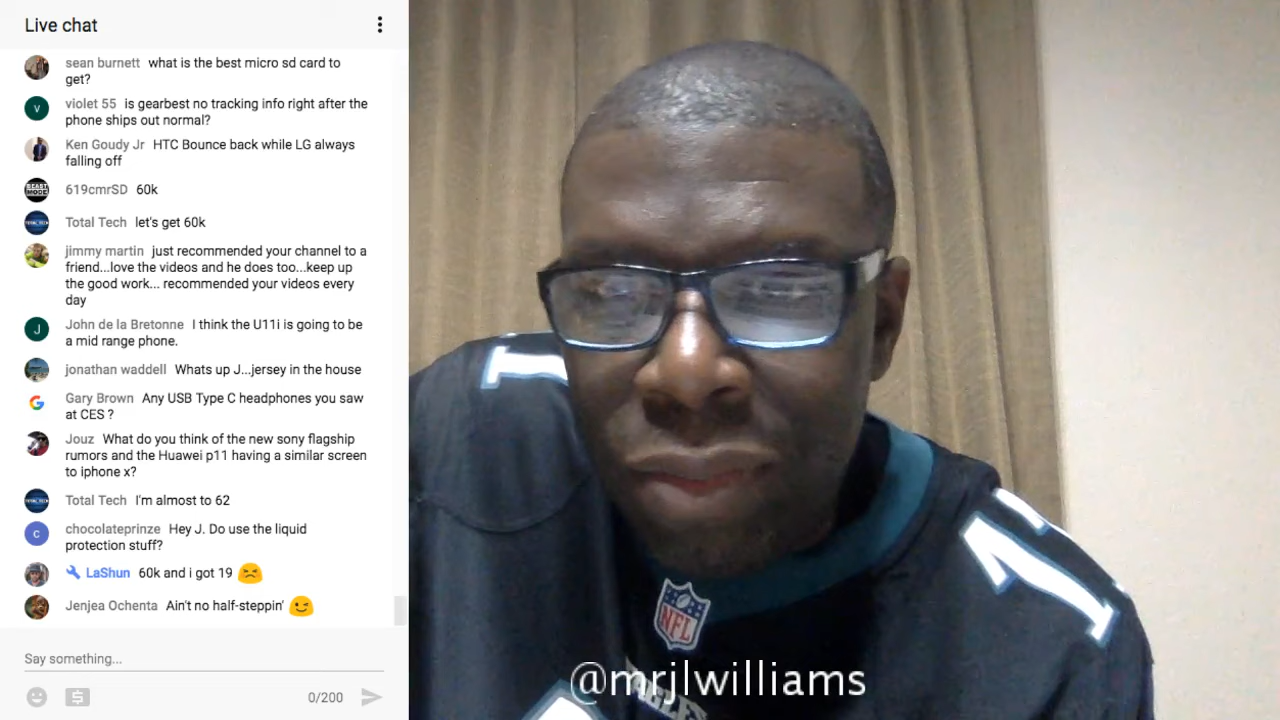 Live chat
sean burnett what is the best micro sd card to
get?
violet 55 is gearbest no tracking info right after the
phone ships out normal?
Ken Goudy Jr HTC Bounce back while LG always
falling off
619cmrSD 60k
Total Tech let's get 60k
jimmy martin just recommended your channel to a
friend...love the videos and he does too...keep up
the good work... recommended your videos every
day
John de la Bretonne I think the U11i is going to be
a mid range phone.
jonathan waddell Whats up J...jersey in the house
Gary Brown Any USB Type C headphones you saw
at CES ?
Jouz What do you think of the new sony flagship
rumors and the Huawei p11 having a similar screen
to iphone x?
Total Tech I'm almost to 62
chocolateprinze Hey J. Do use the liquid
protection stuff?
LaShun 60k and i got 19
Jenjea Ochenta Ain't no half-steppin'
Say something...
0/200
NFL
@mrjlwilliams